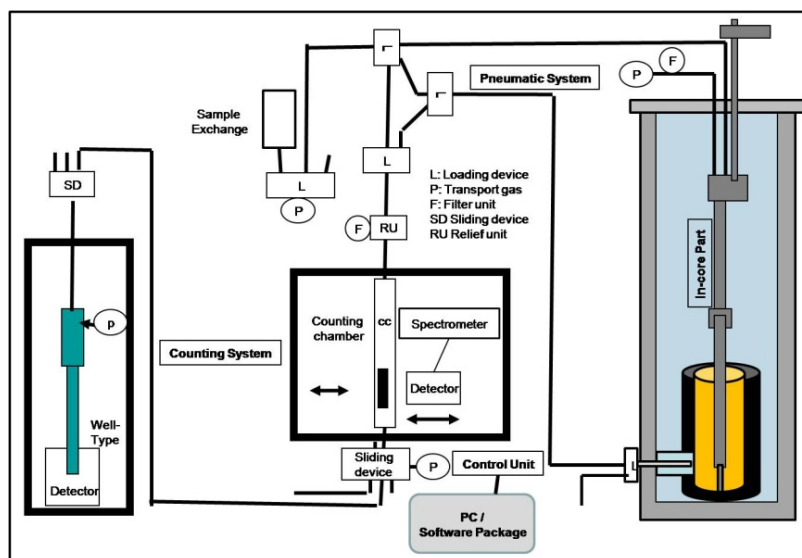 L
F
P
Pneumatic System
L
Sample
Exchange
L
SD
L
P
L: Loading device
P: Transport gas
F: Filter unit
SD Sliding device
RU Relief unit
F
RU
In-core Part
p
Counting
chamber
cc
Spectrometer
Counting System
Detector
Well-
Type
Sliding
device
P
Control Unit
L
Detector
PC /
Software Package